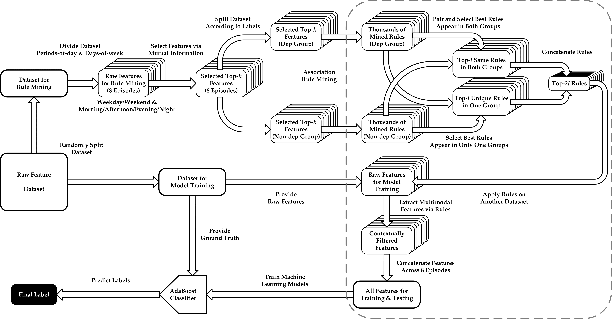 Divide Dataset
Periods-of-day & Days-of-week
Select Features via
Mutual Information
Split Dataset
According to Labels
Selected Top-k
Features
(Dep Group)
Thousands of
Mixed Rules
(Dep Group)
Pair and Select Best Rules
Appear in Both Groups
Dataset for
Rule Mining
Raw Features
for Rule Mining
Episodes)
Selected Top-k
Features
Episodes)
Association
Rule Mining
Top-l Same Rules
in Both Groups
Concatenate Rules
Top-2l Rules
Weekday/Weekend &
Morning/Afternoon/Evening/Night
Top-l Unique Rules
in One Group
Selected Top-k
Features
(Non-dep Group)
Thousands of
Mixed Rules
(Non-dep Group)
Select Best Rules
Appear in Only One Groups
Randomly Split
Dataset
Raw Feature
Dataset
Dataset to
Model Training
Provide
Raw Features
Raw Features
for Model
Training
Apply Rules on
Another Dataset
Extract Multimodal
Features via Rules
Provide
Ground Truth
Contextually
Filtered
Features
Concatenate Features
Across Episodes
Final Label
Predict Labels
AdaBoost
Classifier
Train Machine
Learning Models
All Features for
Training & Testing